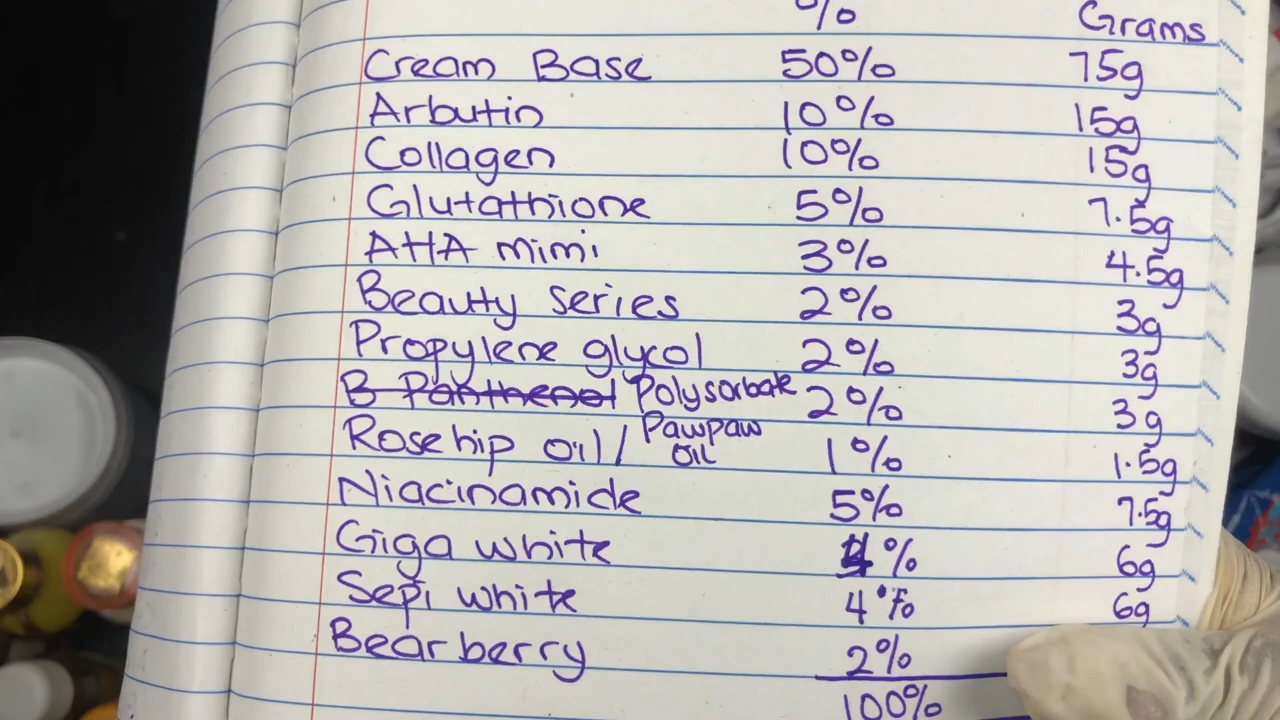 % Grams
Cream Base 50% 75g
Arbutin 10% 15g
Collagen 10% 15g
Glutathione 5% 7.5g
AHA mimi 3% 4.5g
Beauty series 2% 3g
Propylene glycol 2% 3g
B Panthenol Polysorbate 2% 3g
Rosehip oil/ Pawpaw oil 1% 1.5g
Niacinamide 5% 7.5g
Giga white 4% 6g
Sepi white 4% 6g
Bearberry 2%
100%